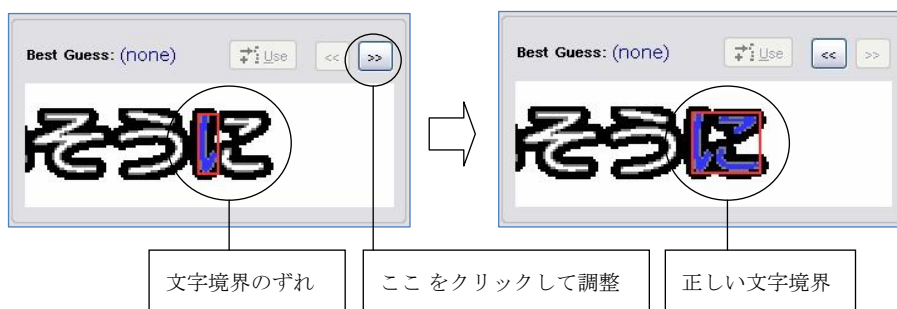 Best Guess: (none) Use << >>
そうに
Best Guess: (none) Use << >>
そうに
文字境界のずれ
ここ をクリックして調整
正しい文字境界